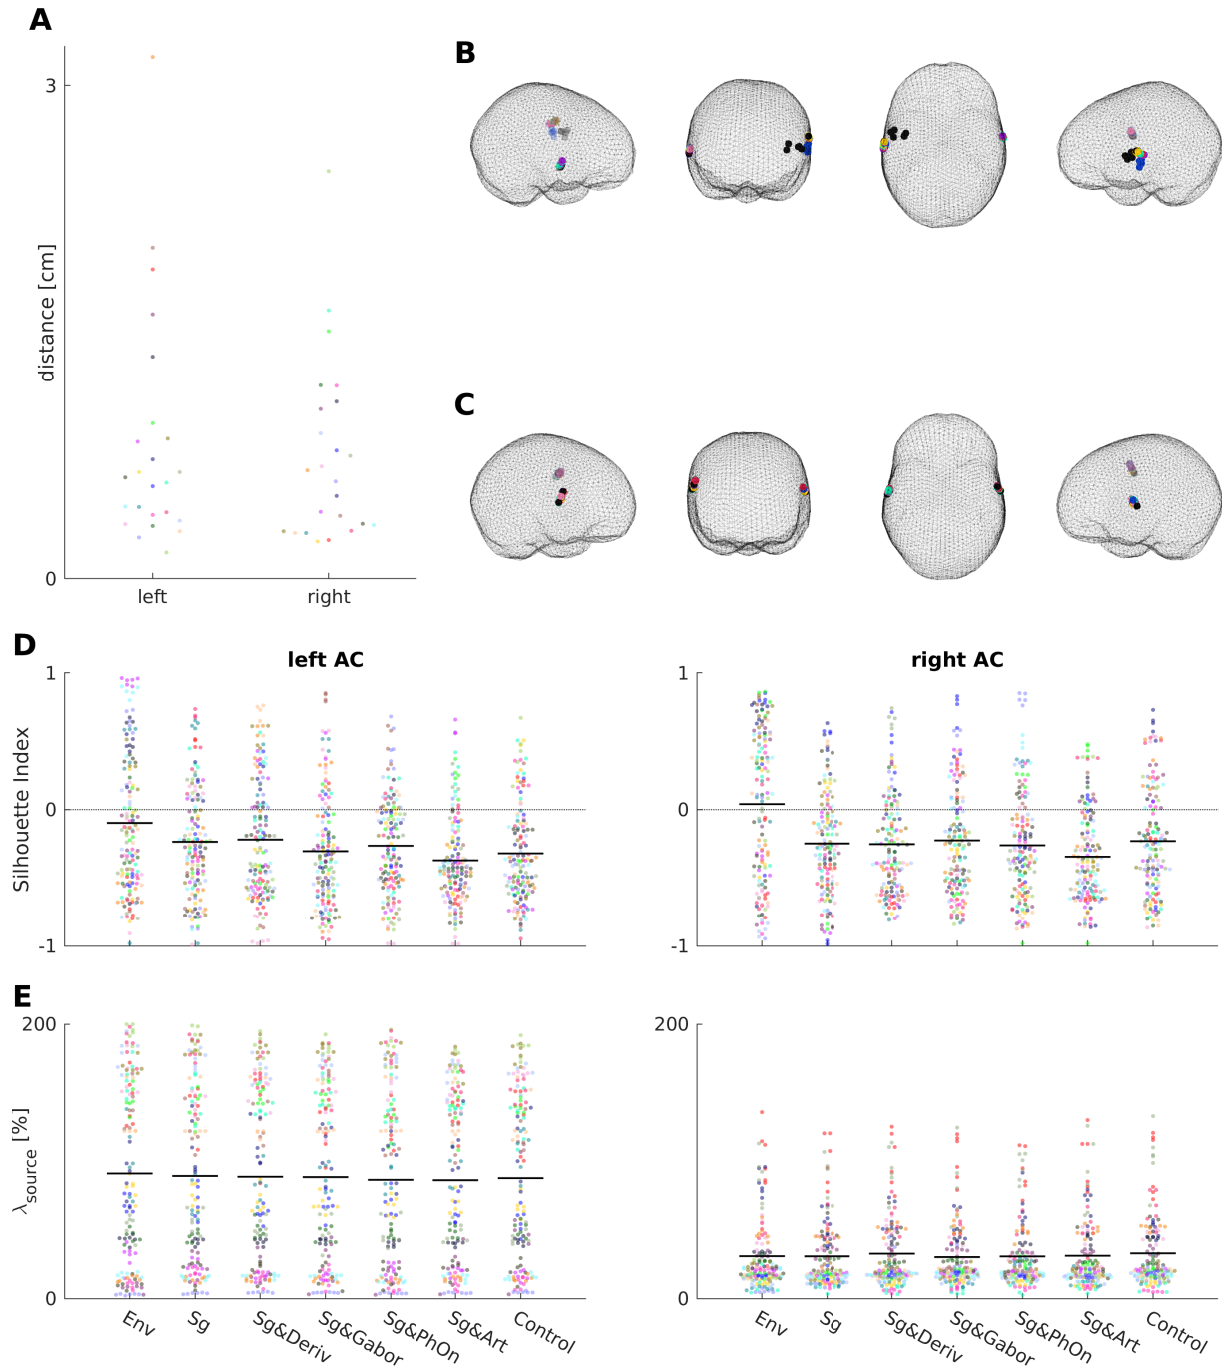 A
B
3
distance [cm]
C
0
left
right
D
left AC
right AC
1
1
Silhouette Index
0
0
-1
-1
E
200
200
λsource [%]
0
0
Env
Sg
Sg&Deriv
Sg&Gabor
Sg&PhOn
Sg&Art
Control
Env
Sg
Sg&Deriv
Sg&Gabor
Sg&PhOn
Sg&Art
Control